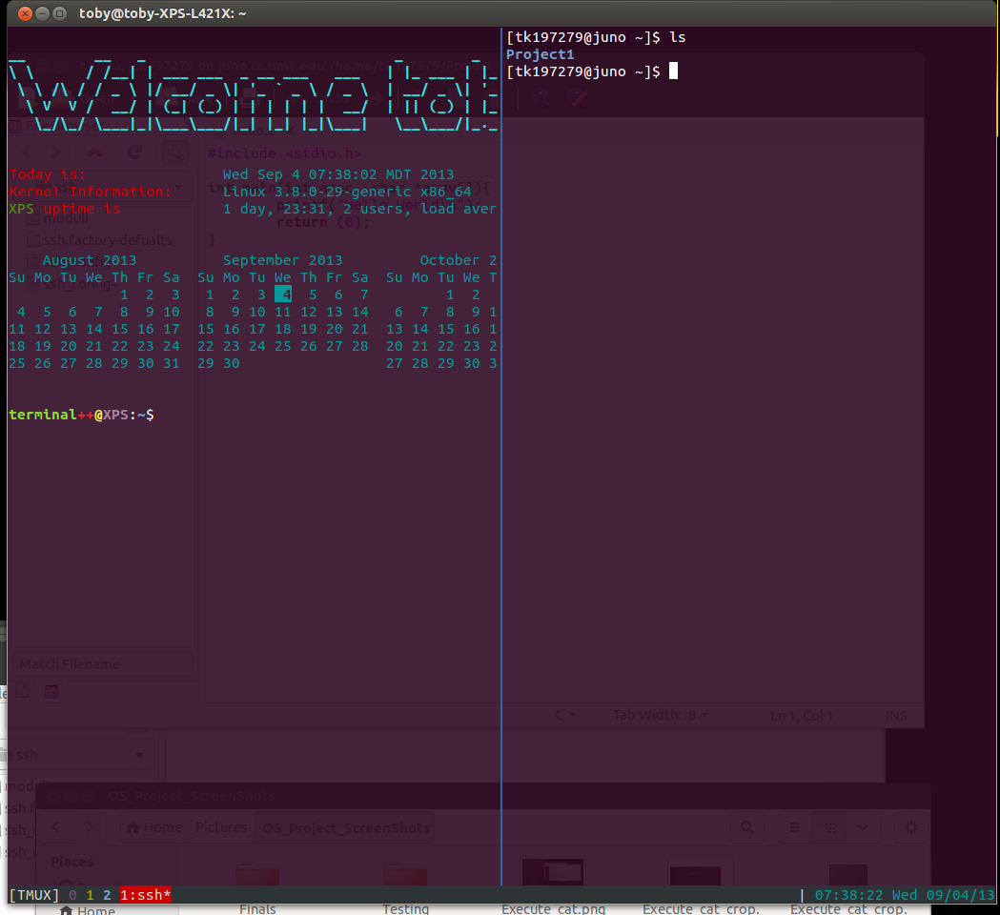 toby@toby-XPS-L421X: ~
Welcome to
Today is: Wed Sep 4 07:38:02 MDT 2013
Kernel Information: Linux 3.8.0-29-generic x86_64
XPS uptime is 1 day, 23:31, 2 users, load aver
August 2013 September 2013 October 2
Su Mo Tu We Th Fr Sa Su Mo Tu We Th Fr Sa Su Mo Tu We T
1 2 3 1 2 3 4 5 6 7 1 2
4 5 6 7 8 9 10 8 9 10 11 12 13 14 6 7 8 9 1
11 12 13 14 15 16 17 15 16 17 18 19 20 21 13 14 15 16 1
18 19 20 21 22 23 24 22 23 24 25 26 27 28 20 21 22 23 2
25 26 27 28 29 30 31 29 30 27 28 29 30 3
terminal++@XPS:~$
[tk197279@juno ~]$ ls
Project1
[tk197279@juno ~]$
#include <stdio.h>
return (0);
}
moduli
ssh.factory-defualts
Match Filename
C Tab Width: 8 Ln 1, Col 1 INS
ssh
OS_Project_ScreenShots
Home Pictures OS_Project_ScreenShots
Places
[TMUX] 0 1 2 1:ssh* | 07:38:22 Wed 09/04/13
Home Finals Testing Execute cat.png Execute cat crop. Execute cat crop.